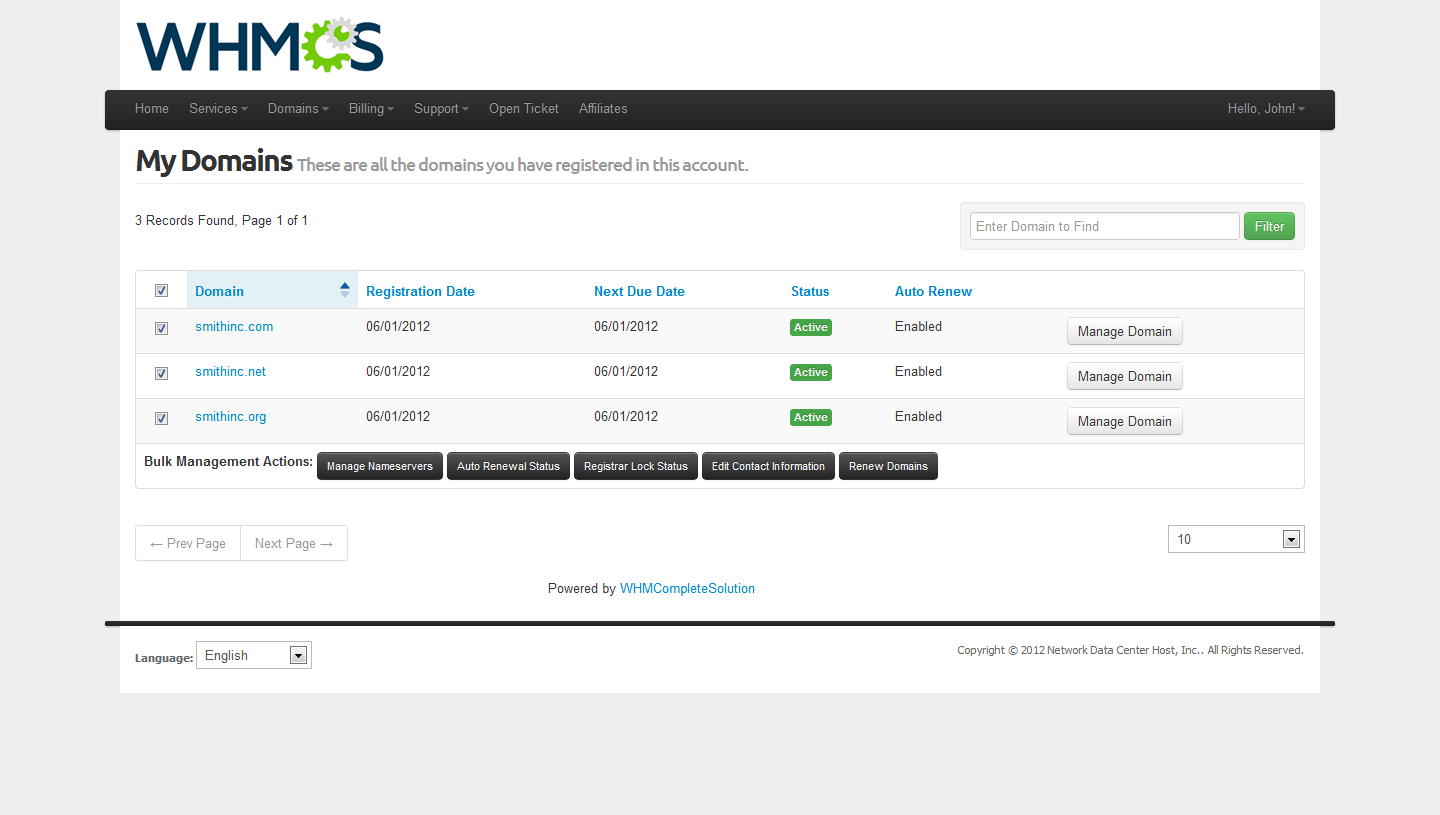 WHMCS
Home Services Domains Billing Support Open Ticket Affiliates Hello, John!
My Domains These are all the domains you have registered in this account.
3 Records Found, Page 1 of 1
Enter Domain to Find Filter
Domain Registration Date Next Due Date Status Auto Renew
smithinc.com 06/01/2012 06/01/2012 Active Enabled Manage Domain
smithinc.net 06/01/2012 06/01/2012 Active Enabled Manage Domain
smithinc.org 06/01/2012 06/01/2012 Active Enabled Manage Domain
Bulk Management Actions: Manage Nameservers Auto Renewal Status Registrar Lock Status Edit Contact Information Renew Domains
← Prev Page Next Page → 10
Powered by WHMCompleteSolution
Language: English Copyright © 2012 Network Data Center Host, Inc.. All Rights Reserved.